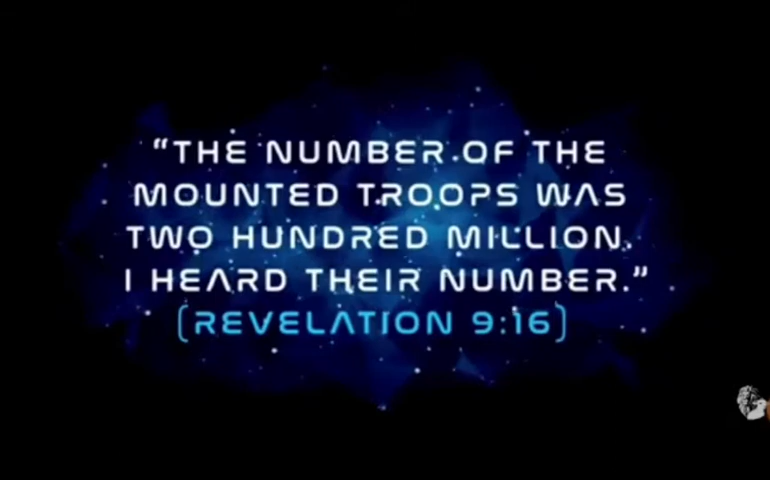 “THE NUMBER OF THE
MOUNTED TROOPS WAS
TWO HUNDRED MILLION.
I HEARD THEIR NUMBER.”
(REVELATION 9:16)